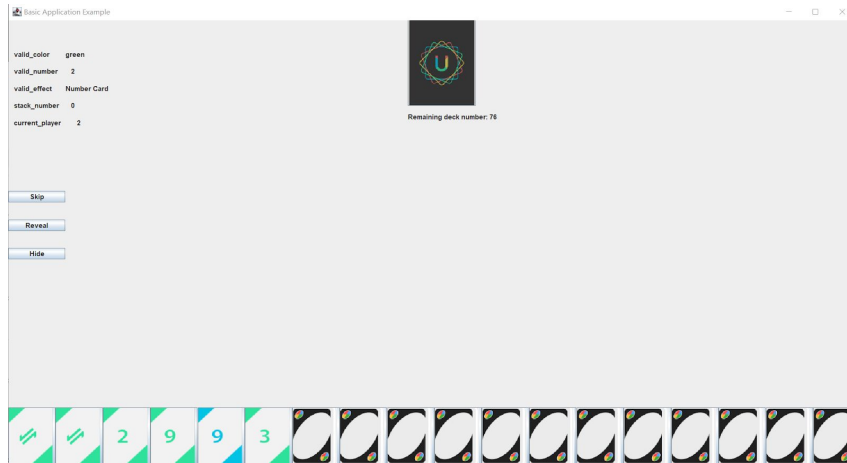 Basic Application Example
valid_color green
valid_number 2
valid_effect Number Card
stack_number 0
current_player 2
U
Remaining deck number: 76
Skip
Reveal
Hide
2 9 9 3